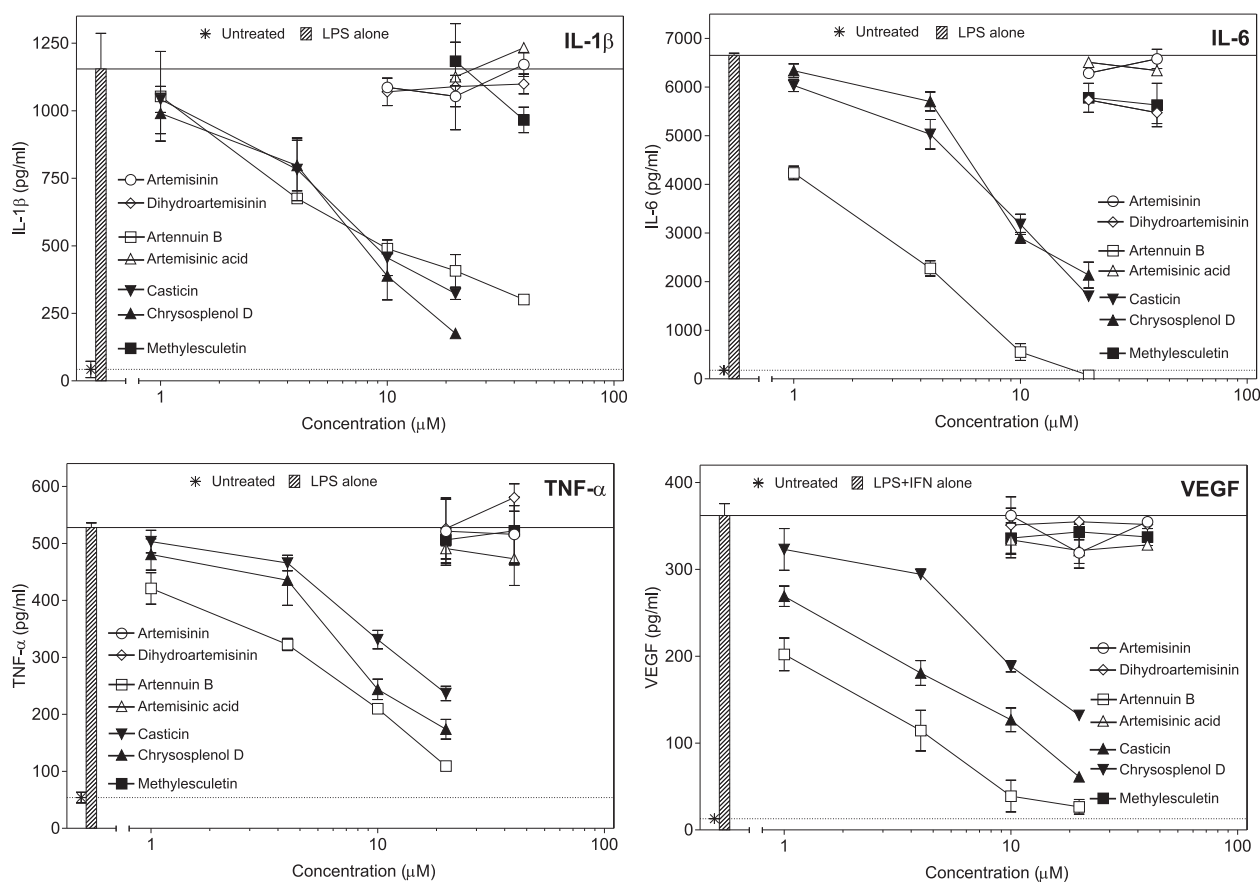 Untreated LPS alone
IL-1β
1250
1000
750
500
250
0
IL-1β (pg/ml)
Artemisinin
Dihydroartemisinin
Artennuin B
Artemisinic acid
Casticin
Chrysosplenol D
Methylesculetin
1 10 100
Concentration (μM)
Untreated LPS alone
IL-6
7000
6000
5000
4000
3000
2000
1000
0
IL-6 (pg/ml)
Artemisinin
Dihydroartemisinin
Artennuin B
Artemisinic acid
Casticin
Chrysosplenol D
Methylesculetin
1 10 100
Concentration (μM)
Untreated LPS alone
TNF-α
600
500
400
300
200
100
0
TNF-α (pg/ml)
Artemisinin
Dihydroartemisinin
Artennuin B
Artemisinic acid
Casticin
Chrysosplenol D
Methylesculetin
1 10 100
Concentration (μM)
Untreated LPS+IFN alone
VEGF
400
300
200
100
0
VEGF (pg/ml)
Artemisinin
Dihydroartemisinin
Artennuin B
Artemisinic acid
Casticin
Chrysosplenol D
Methylesculetin
1 10 100
Concentration (μM)